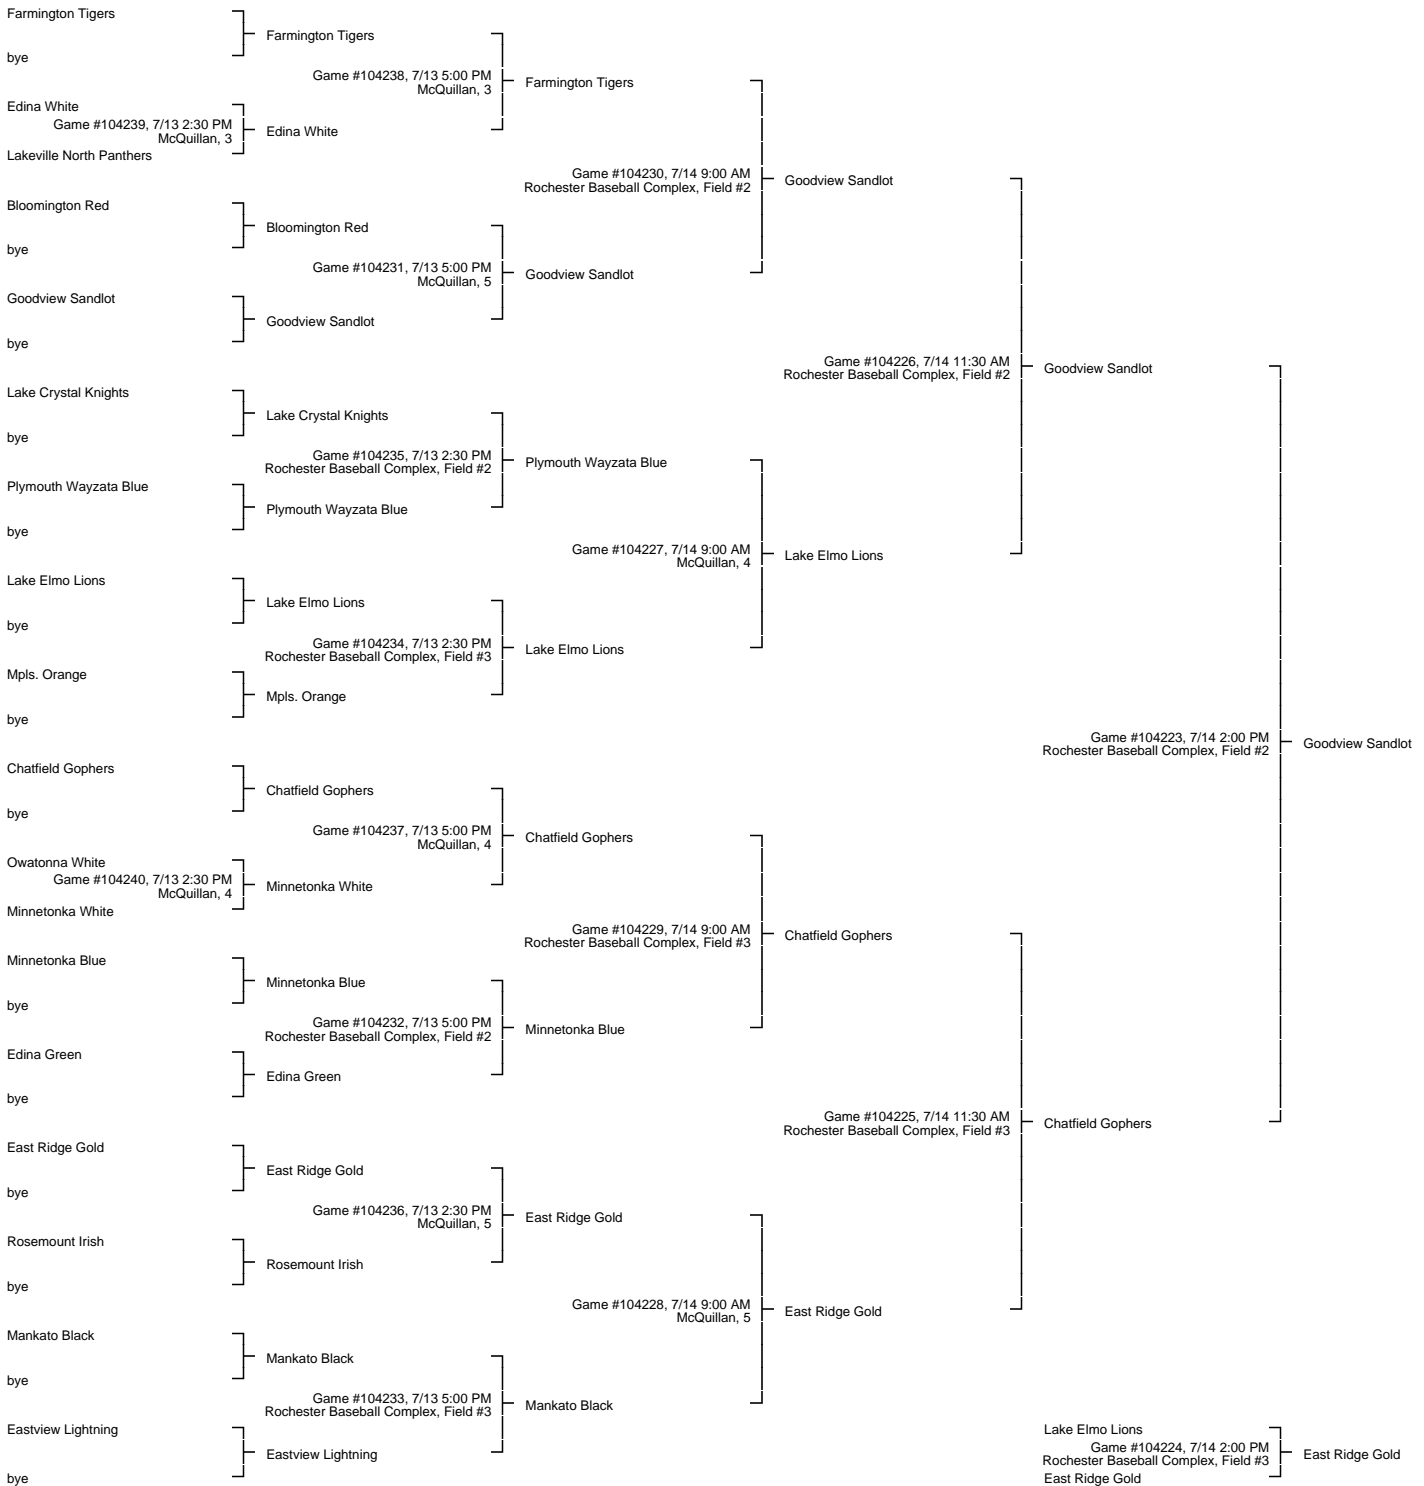 Farmington Tigers
bye
Edina White
Game #104239, 7/13 2:30 PM
McQuillan, 3
Lakeville North Panthers
Bloomington Red
bye
Goodview Sandlot
bye
Lake Crystal Knights
bye
Plymouth Wayzata Blue
bye
Lake Elmo Lions
bye
Mpls. Orange
bye
Chatfield Gophers
bye
Owatonna White
Game #104240, 7/13 2:30 PM
McQuillan, 4
Minnetonka White
Minnetonka Blue
bye
Edina Green
bye
East Ridge Gold
bye
Rosemount Irish
bye
Mankato Black
bye
Eastview Lightning
bye
Farmington Tigers
Game #104238, 7/13 5:00 PM
McQuillan, 3
Edina White
Bloomington Red
Game #104231, 7/13 5:00 PM
McQuillan, 5
Goodview Sandlot
Lake Crystal Knights
Game #104235, 7/13 2:30 PM
Rochester Baseball Complex, Field #2
Plymouth Wayzata Blue
Lake Elmo Lions
Game #104234, 7/13 2:30 PM
Rochester Baseball Complex, Field #3
Mpls. Orange
Chatfield Gophers
Game #104237, 7/13 5:00 PM
McQuillan, 4
Minnetonka White
Minnetonka Blue
Game #104232, 7/13 5:00 PM
Rochester Baseball Complex, Field #2
Edina Green
East Ridge Gold
Game #104236, 7/13 2:30 PM
McQuillan, 5
Rosemount Irish
Mankato Black
Game #104233, 7/13 5:00 PM
Rochester Baseball Complex, Field #3
Eastview Lightning
Farmington Tigers
Game #104230, 7/14 9:00 AM
Rochester Baseball Complex, Field #2
Goodview Sandlot
Plymouth Wayzata Blue
Game #104227, 7/14 9:00 AM
McQuillan, 4
Lake Elmo Lions
Chatfield Gophers
Game #104229, 7/14 9:00 AM
Rochester Baseball Complex, Field #3
Minnetonka Blue
East Ridge Gold
Game #104228, 7/14 9:00 AM
McQuillan, 5
Mankato Black
Goodview Sandlot
Game #104226, 7/14 11:30 AM
Rochester Baseball Complex, Field #2
Lake Elmo Lions
Chatfield Gophers
Game #104225, 7/14 11:30 AM
Rochester Baseball Complex, Field #3
East Ridge Gold
Goodview Sandlot
Game #104223, 7/14 2:00 PM
Rochester Baseball Complex, Field #2
Chatfield Gophers
Goodview Sandlot
Lake Elmo Lions
Game #104224, 7/14 2:00 PM
Rochester Baseball Complex, Field #3
East Ridge Gold
East Ridge Gold